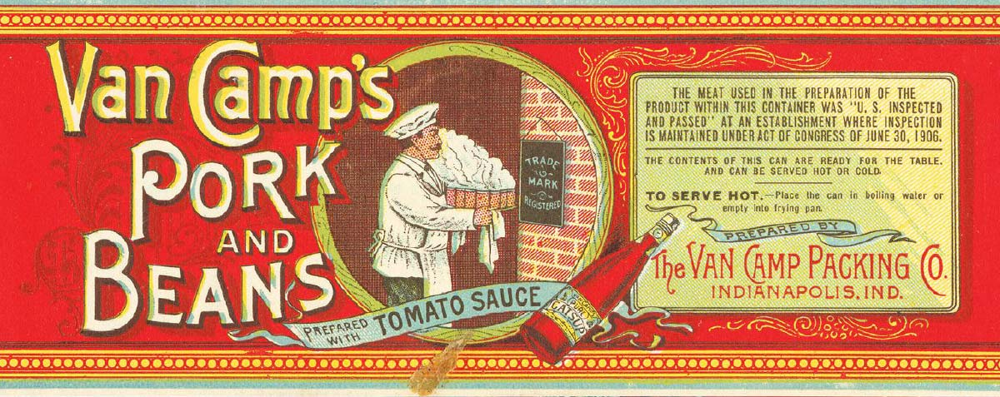 Van Camp's
PORK
AND
BEANS
PREPARED
WITH
TOMATO SAUCE
TRADE
MARK
REGISTERED
CATSUP
THE MEAT USED IN THE PREPARATION OF THE
PRODUCT WITHIN THIS CONTAINER WAS "U. S. INSPECTED
AND PASSED" AT AN ESTABLISHMENT WHERE INSPECTION
IS MAINTAINED UNDER ACT OF CONGRESS OF JUNE 30, 1906.
THE CONTENTS OF THIS CAN ARE READY FOR THE TABLE.
AND CAN BE SERVED HOT OR COLD.
TO SERVE HOT.—Place the can in boiling water or
empty into frying pan.
PREPARED BY
The VAN CAMP PACKING CO.
INDIANAPOLIS, IND.